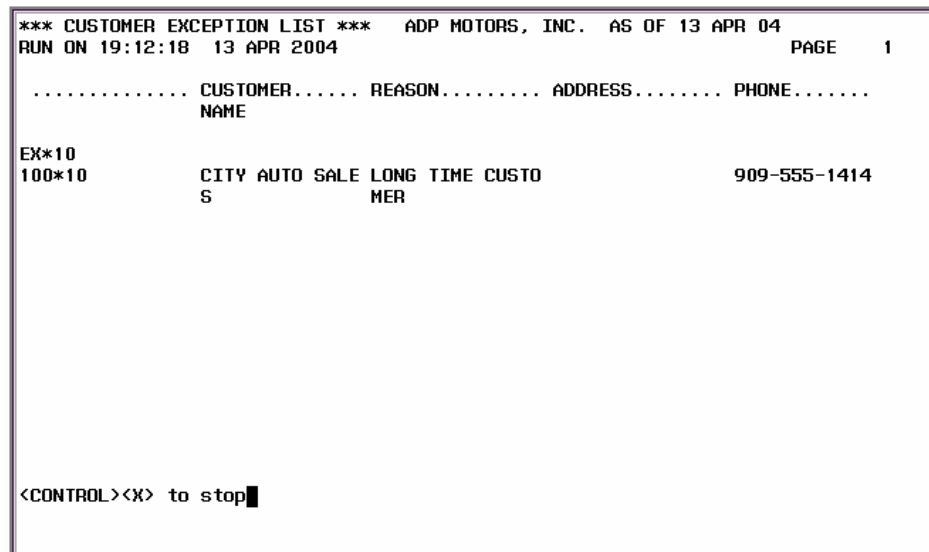 *** CUSTOMER EXCEPTION LIST *** ADP MOTORS, INC. AS OF 13 APR 04
RUN ON 19:12:18 13 APR 2004 PAGE 1
.............. CUSTOMER...... REASON......... ADDRESS........ PHONE.......
NAME
EX*10
100*10 CITY AUTO SALE LONG TIME CUSTO 909-555-1414
S MER
<CONTROL><X> to stop